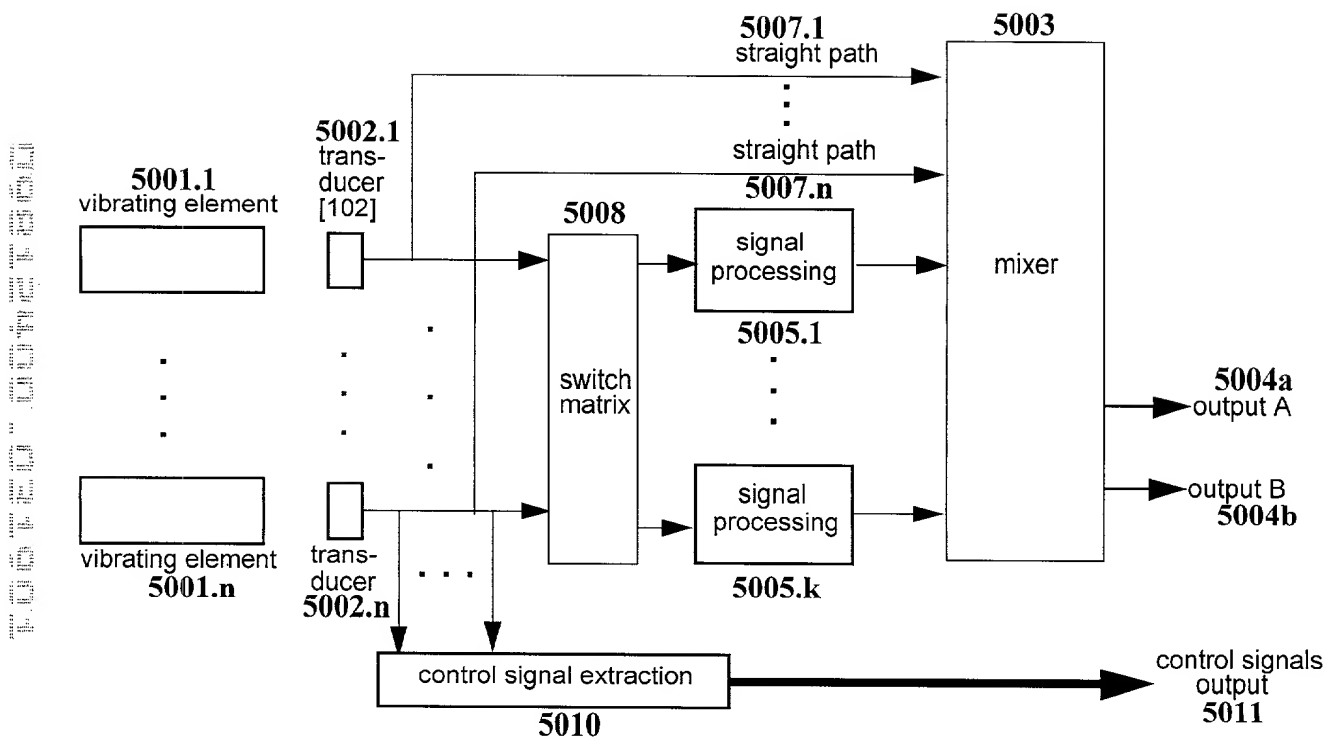 5007.1
straight path
5003
5002.1
trans-
ducer
[102]
5001.1
vibrating element
straight path
5007.n
5008
signal
processing
5005.1
mixer
switch
matrix
5004a
output A
output B
5004b
signal
processing
5005.k
vibrating element
5001.n
trans-
ducer
5002.n
control signal extraction
5010
control signals
output
5011